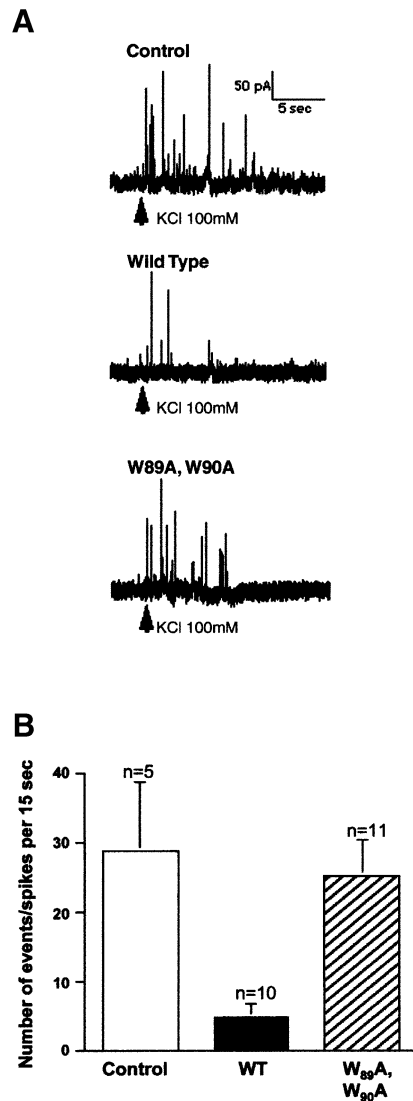 A
Control
50 pA
5 sec
KCl 100mM
Wild Type
KCl 100mM
W89A, W90A
KCl 100mM
B
Number of events/spikes per 15 sec
40
30
20
10
0
n=5
n=10
n=11
Control
WT
W₈₉A,
W₉₀A